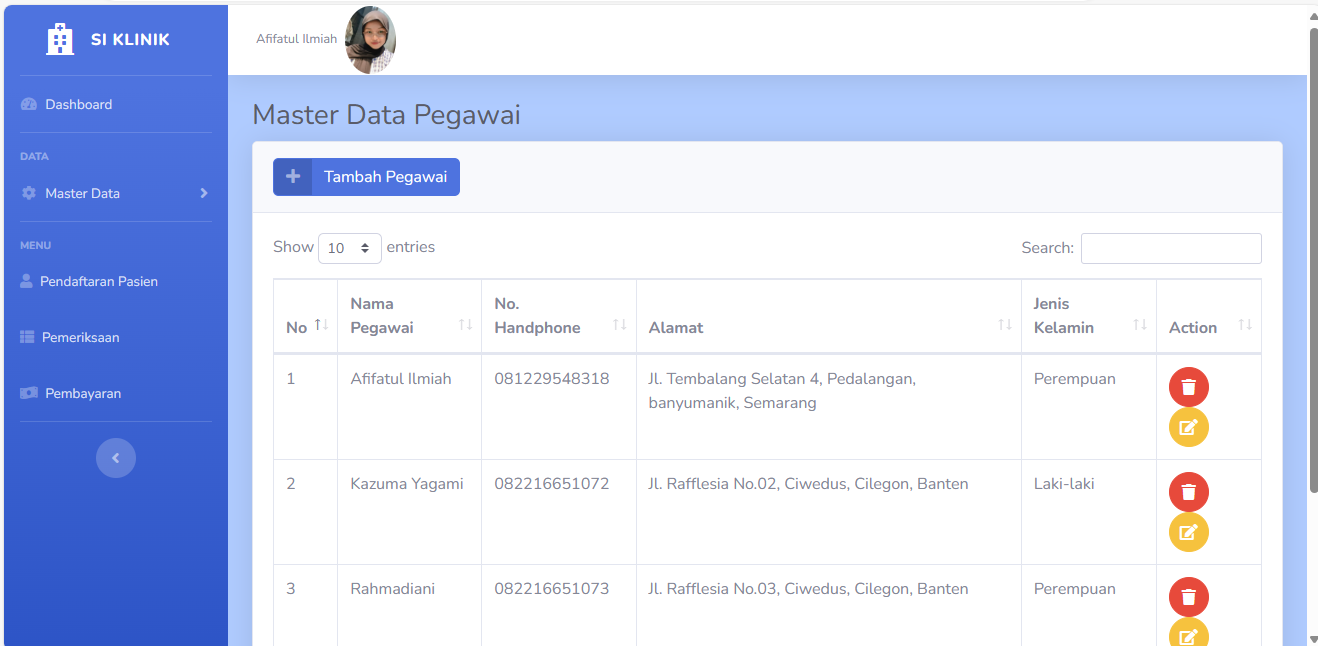 SI KLINIK
Afifatul Ilmiah
Dashboard
DATA
Master Data
MENU
Pendaftaran Pasien
Pemeriksaan
Pembayaran
Master Data Pegawai
Tambah Pegawai
Show 10 entries
Search:
No
Nama
Pegawai
No.
Handphone
Alamat
Jenis
Kelamin
Action
1
Afifatul Ilmiah
081229548318
Jl. Tembalang Selatan 4, Pedalangan,
banyumanik, Semarang
Perempuan
2
Kazuma Yagami
082216651072
Jl. Rafflesia No.02, Ciwedus, Cilegon, Banten
Laki-laki
3
Rahmadiani
082216651073
Jl. Rafflesia No.03, Ciwedus, Cilegon, Banten
Perempuan